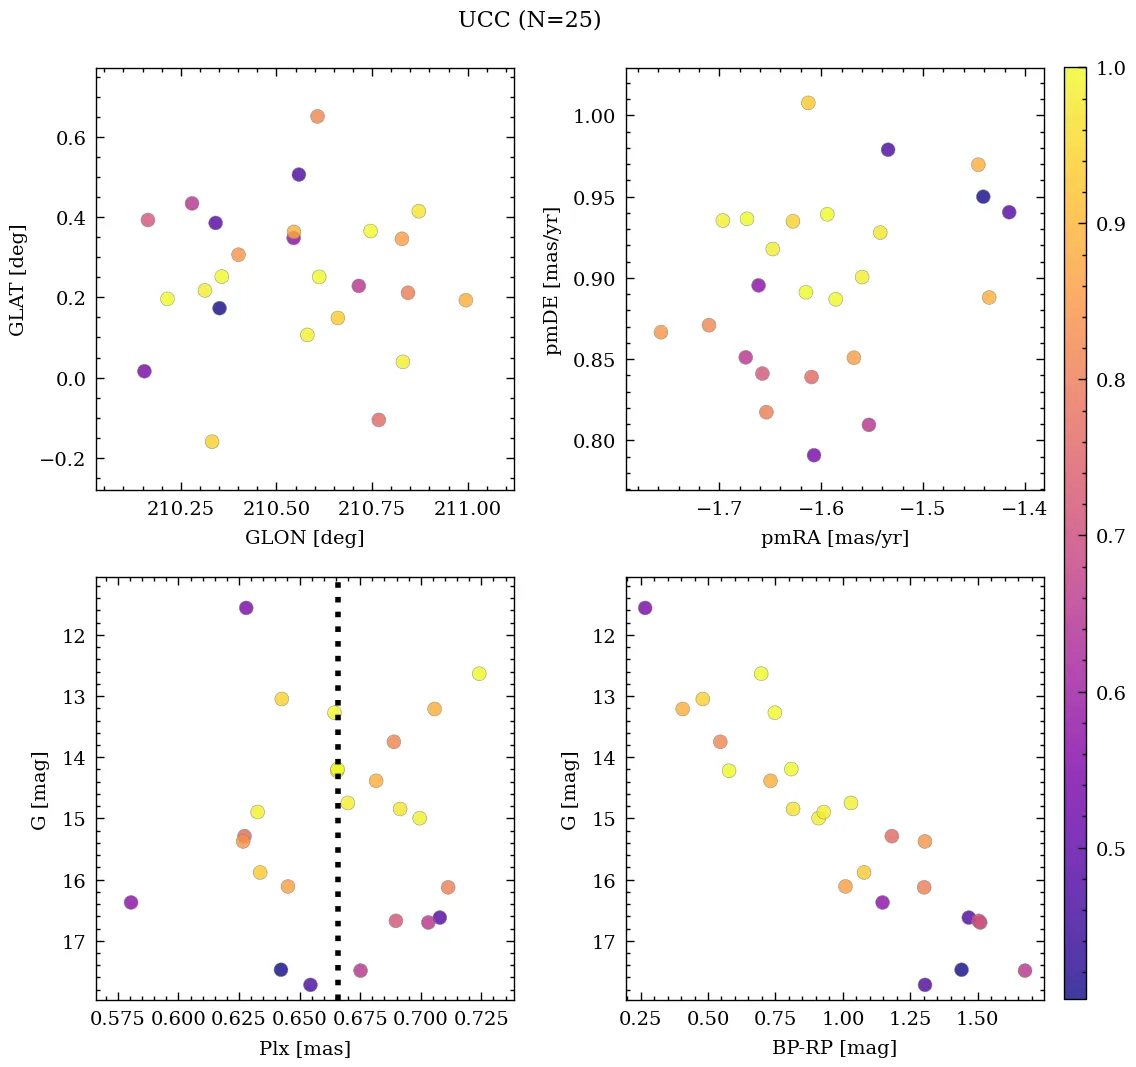 UCC (N=25)
0.6
0.4
0.2
0.0
−0.2
GLAT [deg]
210.25 210.50 210.75 211.00
GLON [deg]
1.00
0.95
0.90
0.85
0.80
pmDE [mas/yr]
−1.7 −1.6 −1.5 −1.4
pmRA [mas/yr]
1.0
0.9
0.8
0.7
0.6
0.5
12
13
14
15
16
17
G [mag]
0.575 0.600 0.625 0.650 0.675 0.700 0.725
Plx [mas]
12
13
14
15
16
17
G [mag]
0.25 0.50 0.75 1.00 1.25 1.50
BP-RP [mag]